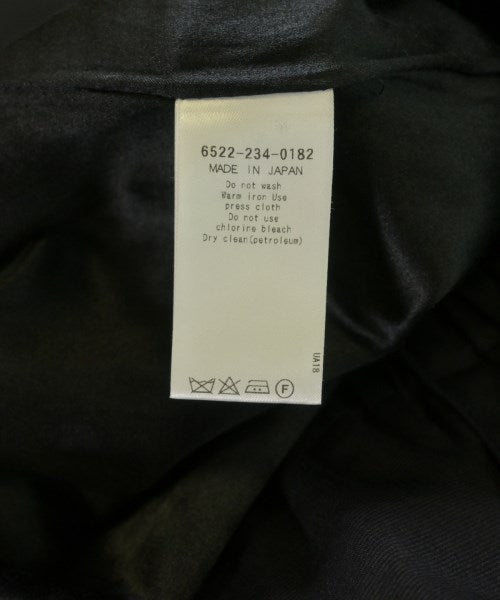 6522-234-0182
MADE IN JAPAN
Do not wash
Warm iron Use
press cloth
Do not use
chlorine bleach
Dry clean(petroleum)
UA18
F